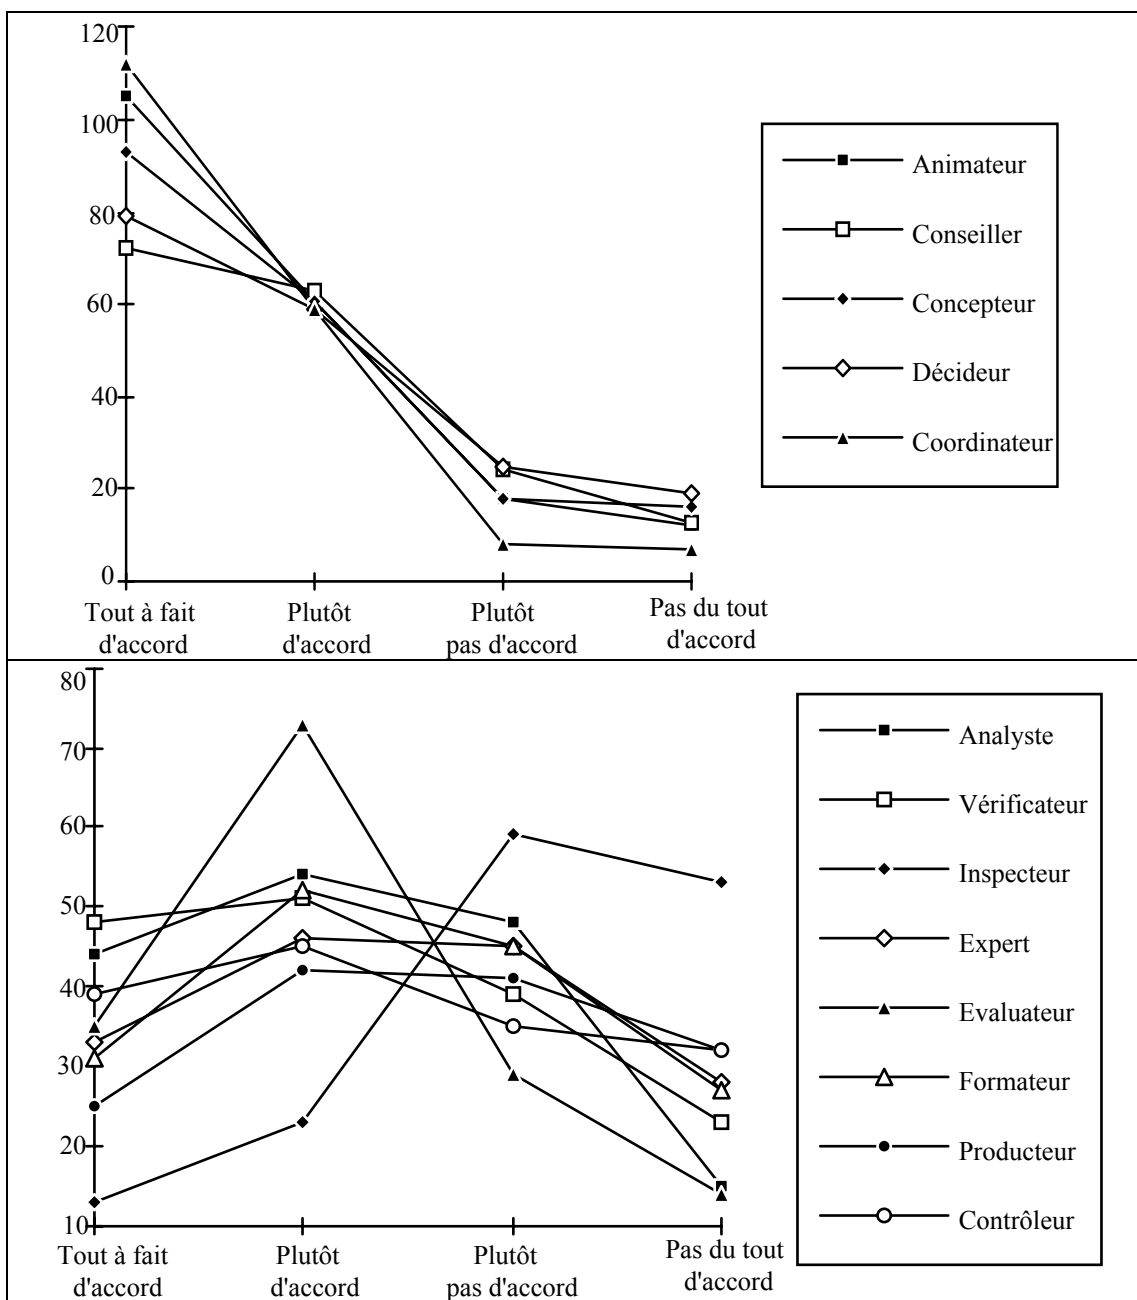 120
100
80
60
40
20
0
Tout à fait
d'accord
Plutôt
d'accord
Plutôt
pas d'accord
Pas du tout
d'accord
Animateur
Conseiller
Concepteur
Décideur
Coordinateur
80
70
60
50
40
30
20
10
Tout à fait
d'accord
Plutôt
d'accord
Plutôt
pas d'accord
Pas du tout
d'accord
Analyste
Vérificateur
Inspecteur
Expert
Evaluateur
Formateur
Producteur
Contrôleur